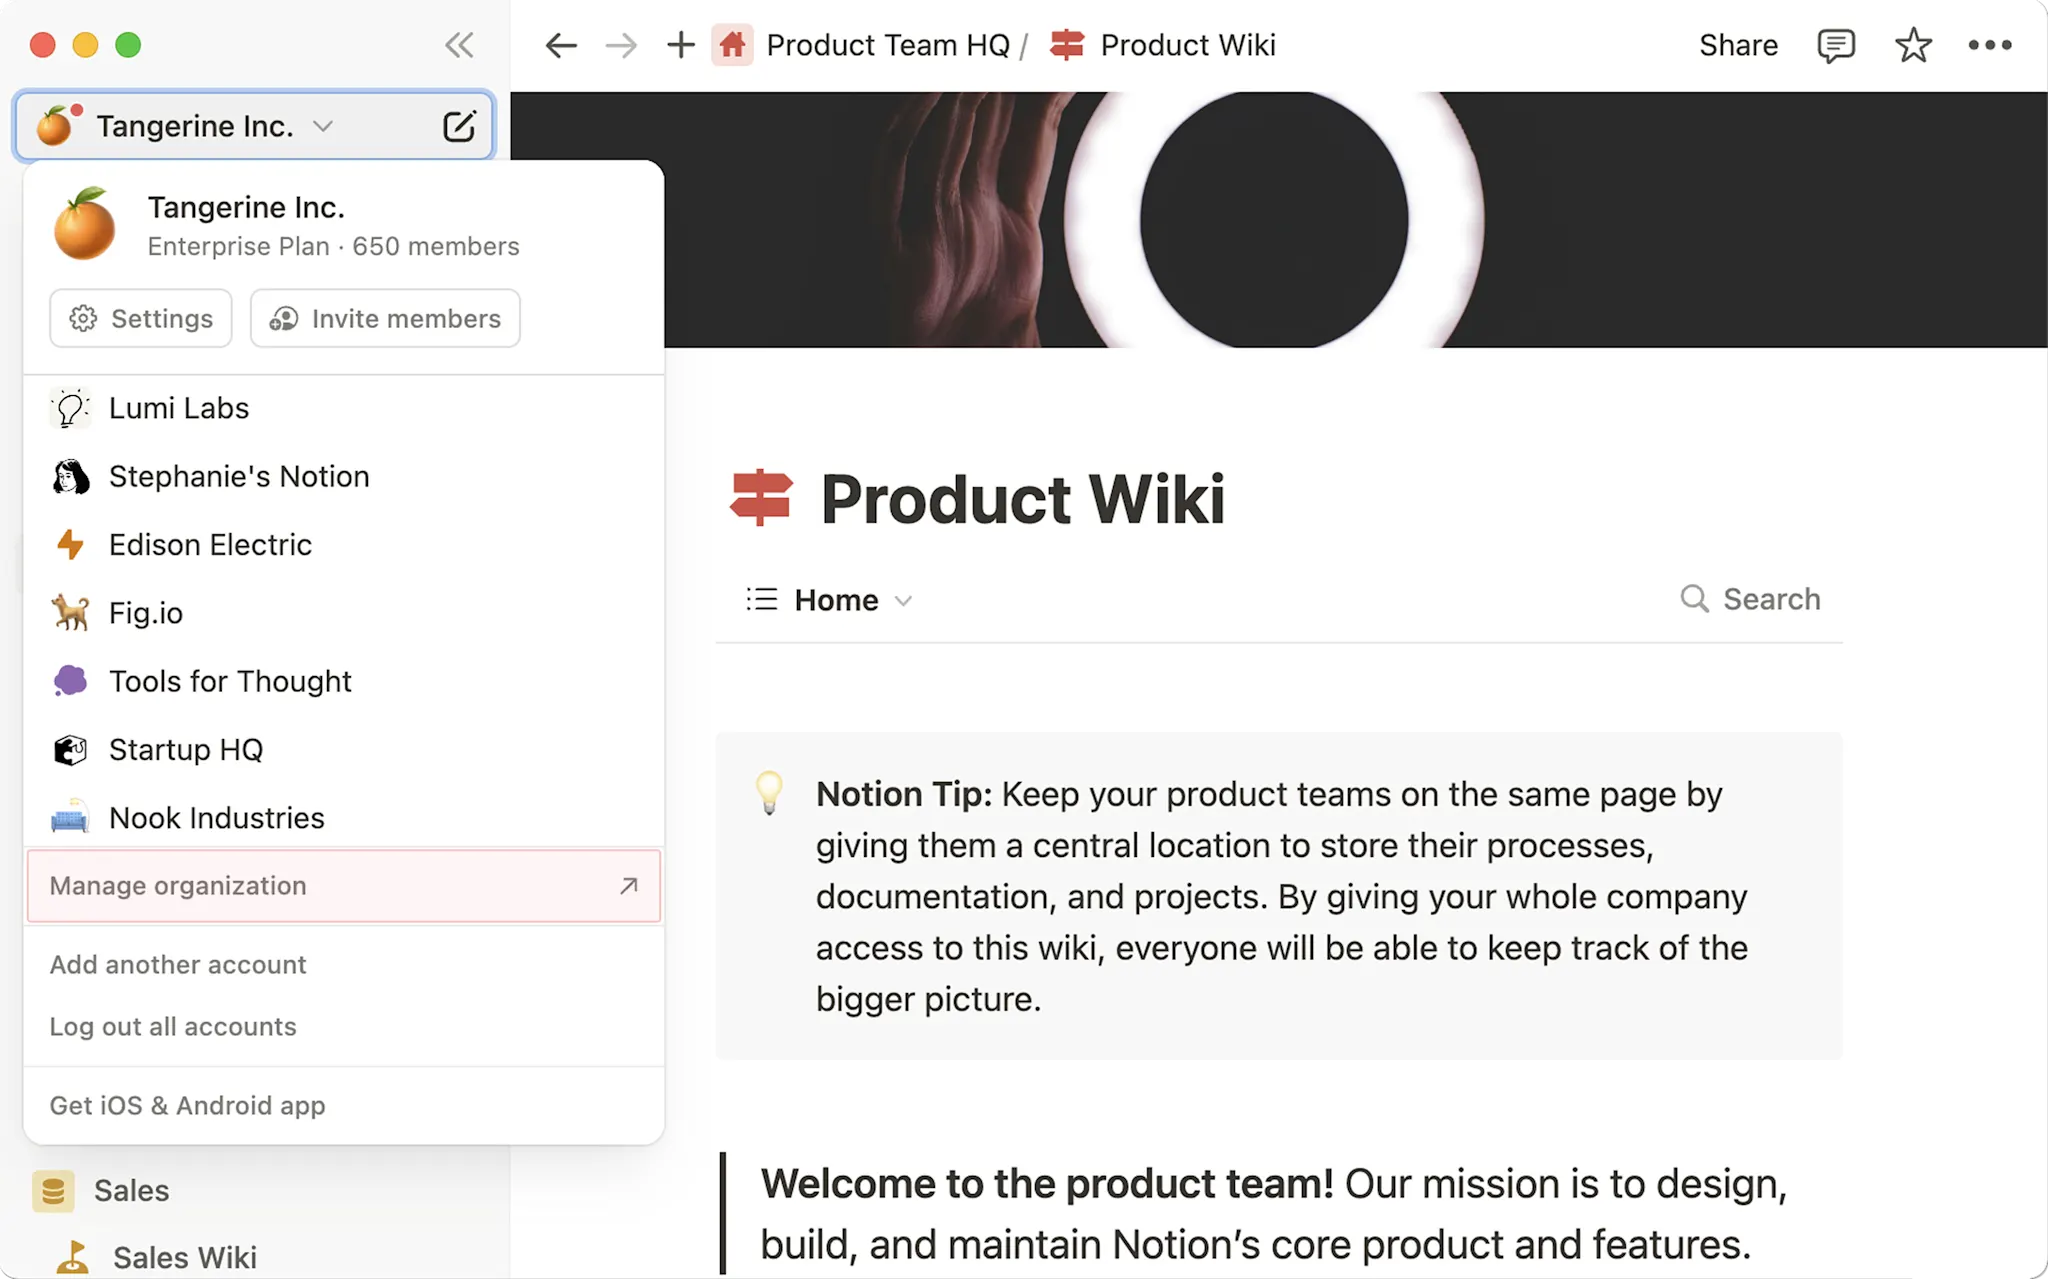 Tangerine Inc.
Product Team HQ / Product Wiki
Share
Tangerine Inc.
Enterprise Plan · 650 members
Settings
Invite members
Lumi Labs
Stephanie's Notion
Edison Electric
Fig.io
Tools for Thought
Startup HQ
Nook Industries
Manage organization
Add another account
Log out all accounts
Get iOS & Android app
Sales
Sales Wiki
Product Wiki
Home
Search
Notion Tip: Keep your product teams on the same page by
giving them a central location to store their processes,
documentation, and projects. By giving your whole company
access to this wiki, everyone will be able to keep track of the
bigger picture.
Welcome to the product team! Our mission is to design,
build, and maintain Notion’s core product and features.